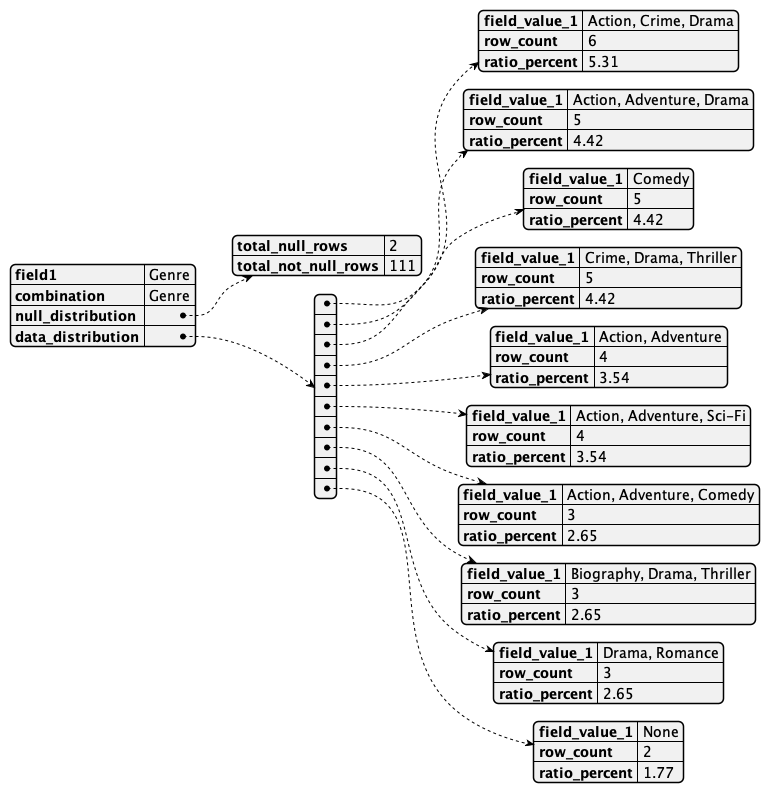 field1 Genre
combination Genre
null_distribution
data_distribution
total_null_rows 2
total_not_null_rows 111
field_value_1 Action, Crime, Drama
row_count 6
ratio_percent 5.31
field_value_1 Action, Adventure, Drama
row_count 5
ratio_percent 4.42
field_value_1 Comedy
row_count 5
ratio_percent 4.42
field_value_1 Crime, Drama, Thriller
row_count 5
ratio_percent 4.42
field_value_1 Action, Adventure
row_count 4
ratio_percent 3.54
field_value_1 Action, Adventure, Sci-Fi
row_count 4
ratio_percent 3.54
field_value_1 Action, Adventure, Comedy
row_count 3
ratio_percent 2.65
field_value_1 Biography, Drama, Thriller
row_count 3
ratio_percent 2.65
field_value_1 Drama, Romance
row_count 3
ratio_percent 2.65
field_value_1 None
row_count 2
ratio_percent 1.77